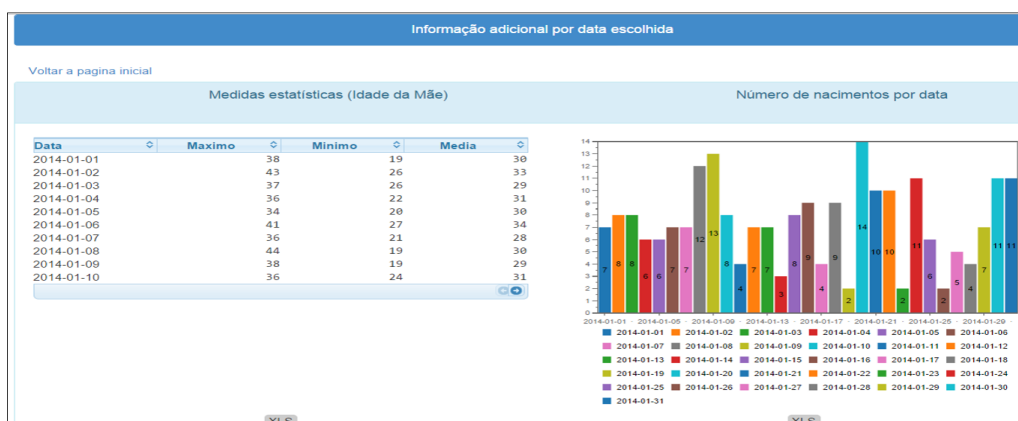 Informação adicional por data escolhida
Voltar a pagina inicial
Medidas estatísticas (Idade da Mãe)
Data Maximo Minimo Media
2014-01-01 38 19 30
2014-01-02 43 26 33
2014-01-03 37 26 29
2014-01-04 36 22 31
2014-01-05 34 20 30
2014-01-06 41 27 34
2014-01-07 36 21 28
2014-01-08 44 19 30
2014-01-09 38 19 29
2014-01-10 36 24 31
XLS
Número de nacimentos por data
14
13
12
11
10
9
8
7
6
5
4
3
2
1
0
7 8 8 6 6 7 7 12 13 8 4 7 7 3 8 9 4 9 2 14 10 10 2 11 6 2 5 4 7 11 11
2014-01-01 - 2014-01-05 - 2014-01-09 - 2014-01-13 - 2014-01-17 - 2014-01-21 - 2014-01-25 - 2014-01-29 -
2014-01-01 2014-01-02 2014-01-03 2014-01-04 2014-01-05 2014-01-06
2014-01-07 2014-01-08 2014-01-09 2014-01-10 2014-01-11 2014-01-12
2014-01-13 2014-01-14 2014-01-15 2014-01-16 2014-01-17 2014-01-18
2014-01-19 2014-01-20 2014-01-21 2014-01-22 2014-01-23 2014-01-24
2014-01-25 2014-01-26 2014-01-27 2014-01-28 2014-01-29 2014-01-30
2014-01-31
XLS